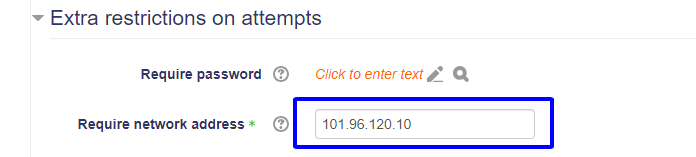 Extra restrictions on attempts
Require password Click to enter text
Require network address * 101.96.120.10